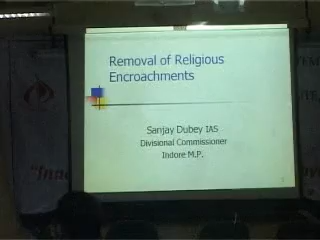 Removal of Religious
Encroachments
Sanjay Dubey IAS
Divisional Commissioner
Indore M.P.